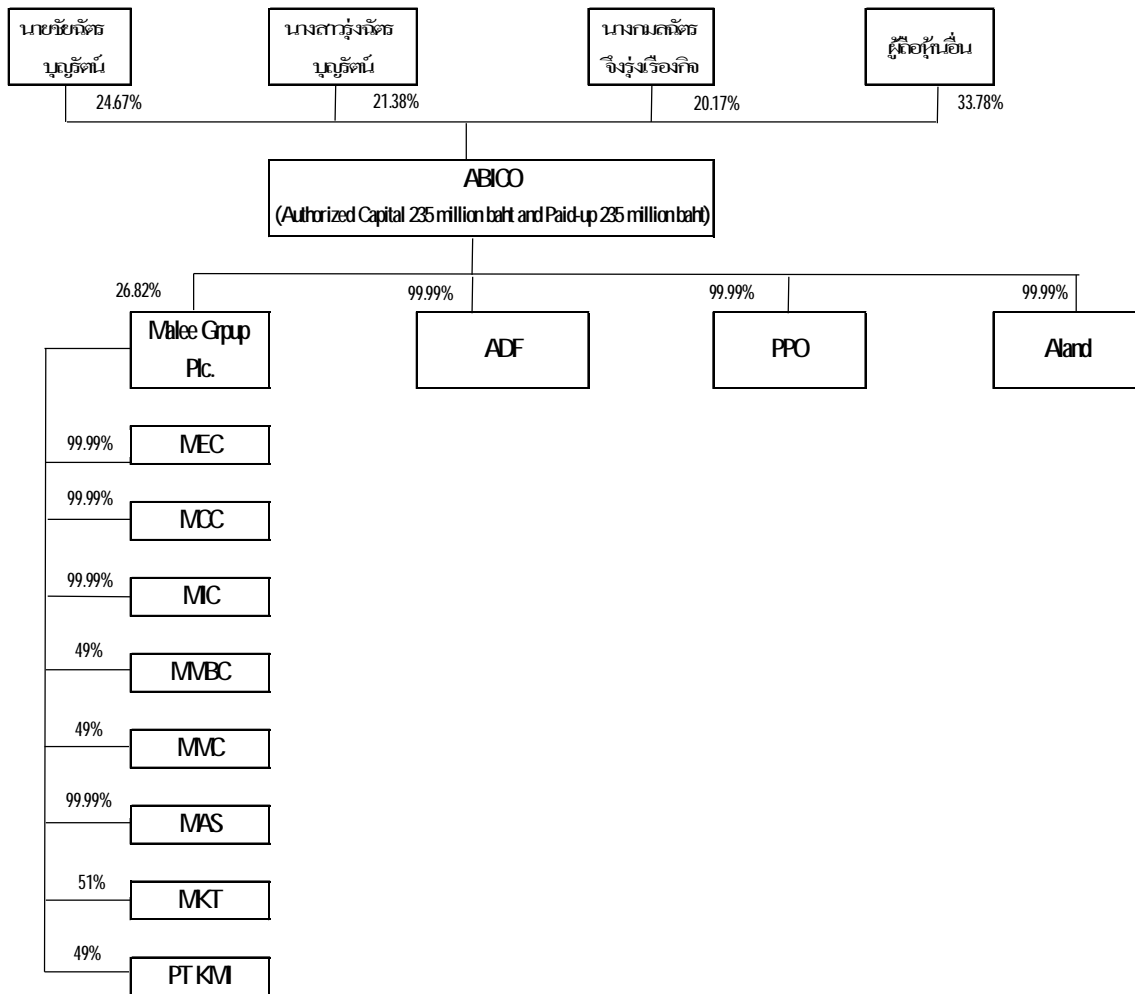 นายชัยฉัตร
บุญรัตน์
นางสาวรุ่งฉัตร
บุญรัตน์
นางกมลฉัตร
จึงรุ่งเรืองกิจ
ผู้ถือหุ้นอื่น
24.67%
21.38%
20.17%
33.78%
ABICO
(Authorized Capital 235 million baht and Paid-up 235 million baht)
26.82%
99.99%
99.99%
99.99%
Malee Grpup
Plc.
ADF
PPO
Aland
99.99%
MEC
99.99%
MCC
99.99%
MIC
49%
MMBC
49%
MMC
99.99%
MAS
51%
MKT
49%
PT KMI